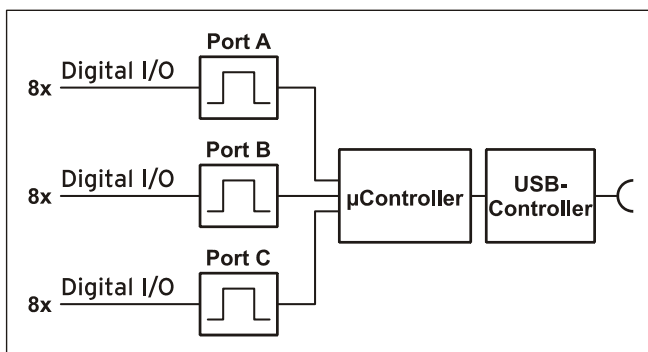 Port A
Digital I/O
8x
Port B
Digital I/O
8x
µController
USB-
Controller
Port C
Digital I/O
8x